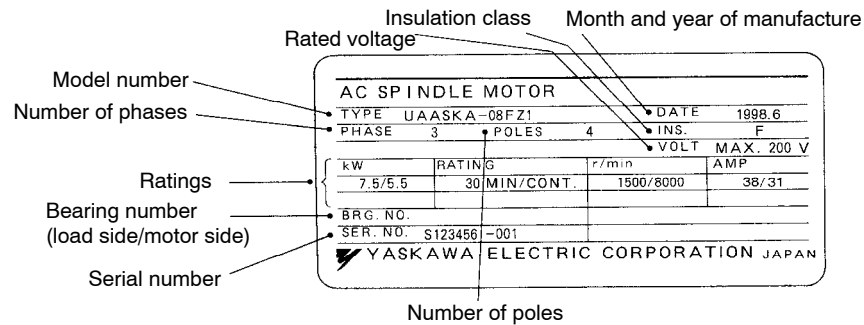 Insulation class
Month and year of manufacture
Rated voltage
Model number
Number of phases
AC SPINDLE MOTOR
TYPE UAASKA-08FZ1 DATE 1998.6
PHASE 3 POLES 4 INS. F
VOLT MAX. 200 V
kW RATING r/min AMP
7.5/5.5 30 MIN/CONT. 1500/8000 38/31
Ratings
Bearing number
(load side/motor side)
BRG. NO.
SER. NO. S1234561-001
YASKAWA ELECTRIC CORPORATION JAPAN
Serial number
Number of poles